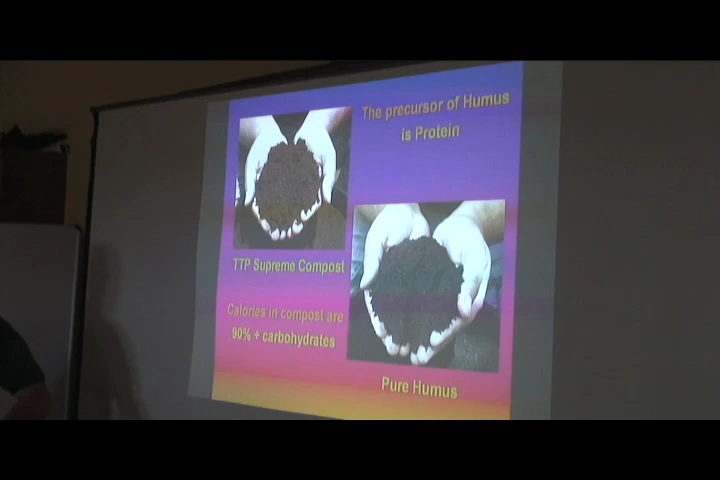 The precursor of Humus
is Protein
TTP Supreme Compost
Calories in compost are
90% + carbohydrates
Pure Humus